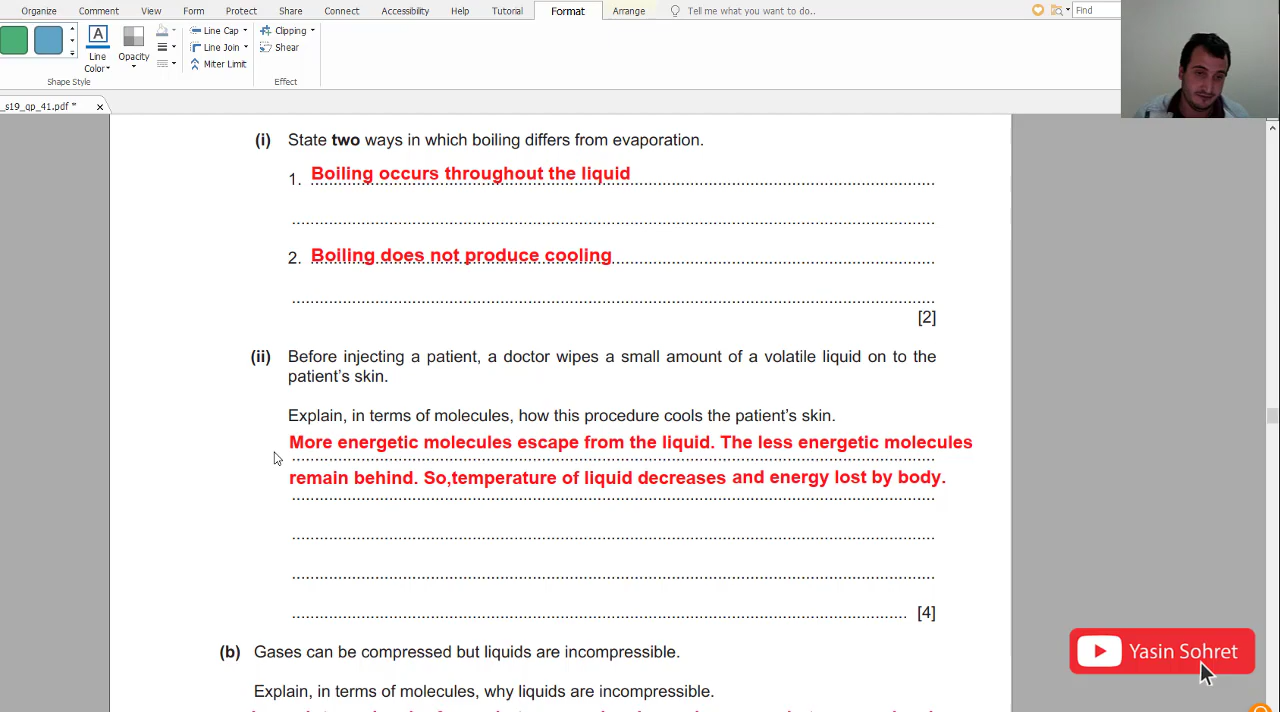 Organize Comment View Form Protect Share Connect Accessibility Help Tutorial Format Arrange Tell me what you want to do.. Find
Line Color Opacity Line Cap Line Join Miter Limit Clipping Shear
Shape Style Effect
_s19_qp_41.pdf *
(i) State two ways in which boiling differs from evaporation.
1. Boiling occurs throughout the liquid
2. Boiling does not produce cooling
[2]
(ii) Before injecting a patient, a doctor wipes a small amount of a volatile liquid on to the
patient's skin.
Explain, in terms of molecules, how this procedure cools the patient's skin.
More energetic molecules escape from the liquid. The less energetic molecules
remain behind. So,temperature of liquid decreases and energy lost by body.
[4]
(b) Gases can be compressed but liquids are incompressible.
Explain, in terms of molecules, why liquids are incompressible.
Yasin Sohret